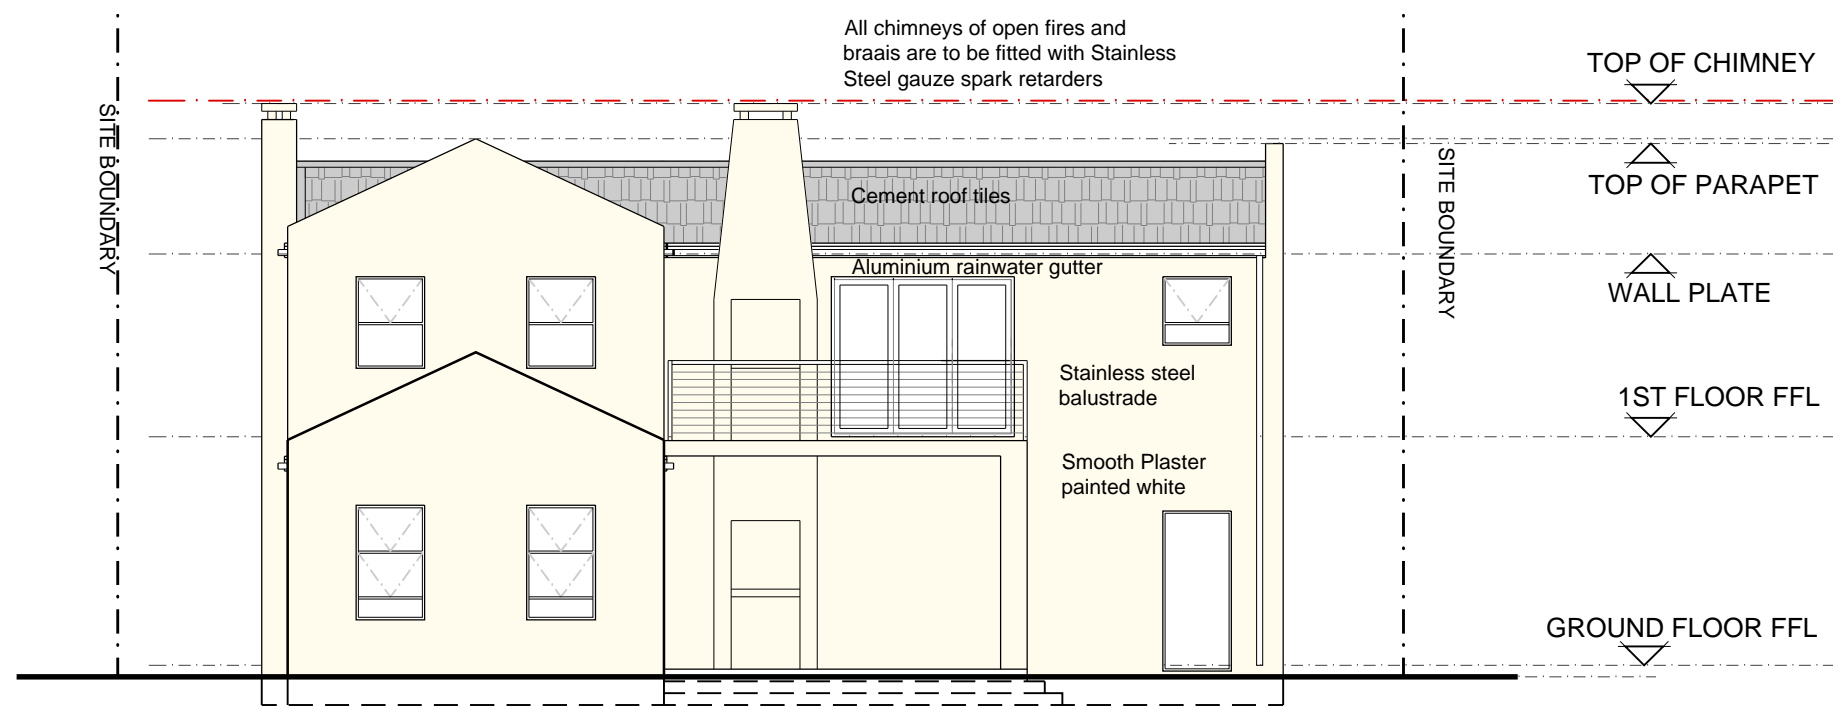 All chimneys of open fires and
braais are to be fitted with Stainless
Steel gauze spark retarders
TOP OF CHIMNEY
SITE BOUNDARY
SITE BOUNDARY
TOP OF PARAPET
Cement roof tiles
Aluminium rainwater gutter
WALL PLATE
Stainless steel
balustrade
1ST FLOOR FFL
Smooth Plaster
painted white
GROUND FLOOR FFL